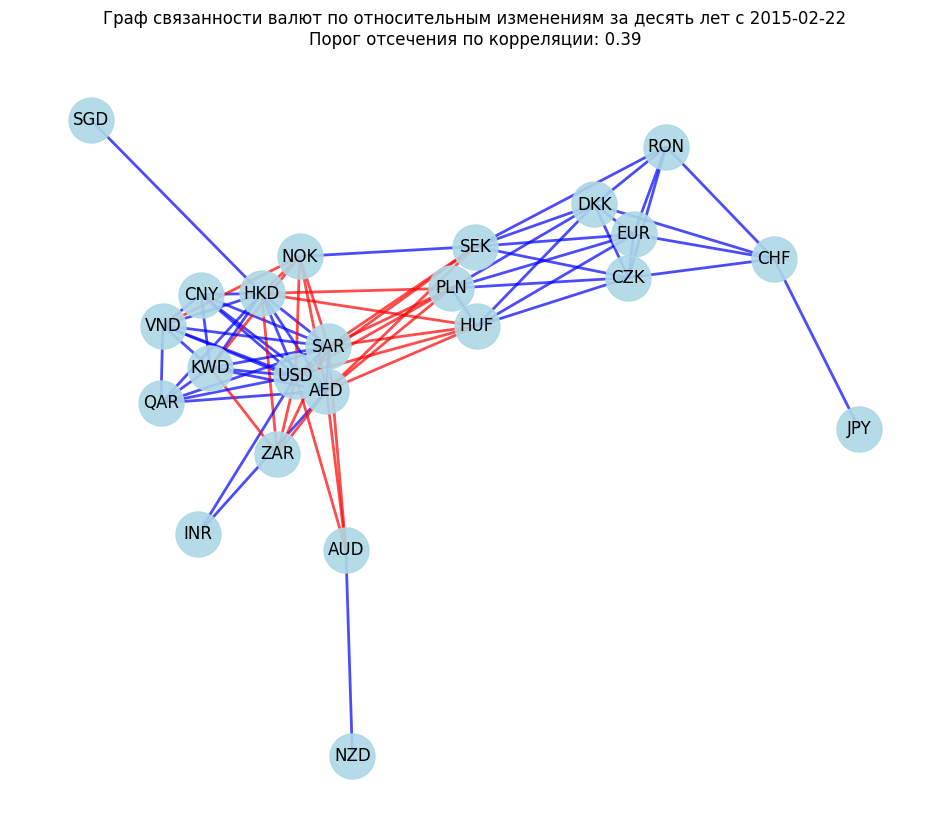 Граф связанности валют по относительным изменениям за десять лет с 2015-02-22
Порог отсечения по корреляции: 0.39
SGD
RON
DKK
EUR
SEK
NOK
CHF
CZK
PLN
CNY
HKD
VND
HUF
SAR
KWD
USD
AED
QAR
JPY
ZAR
INR
AUD
NZD